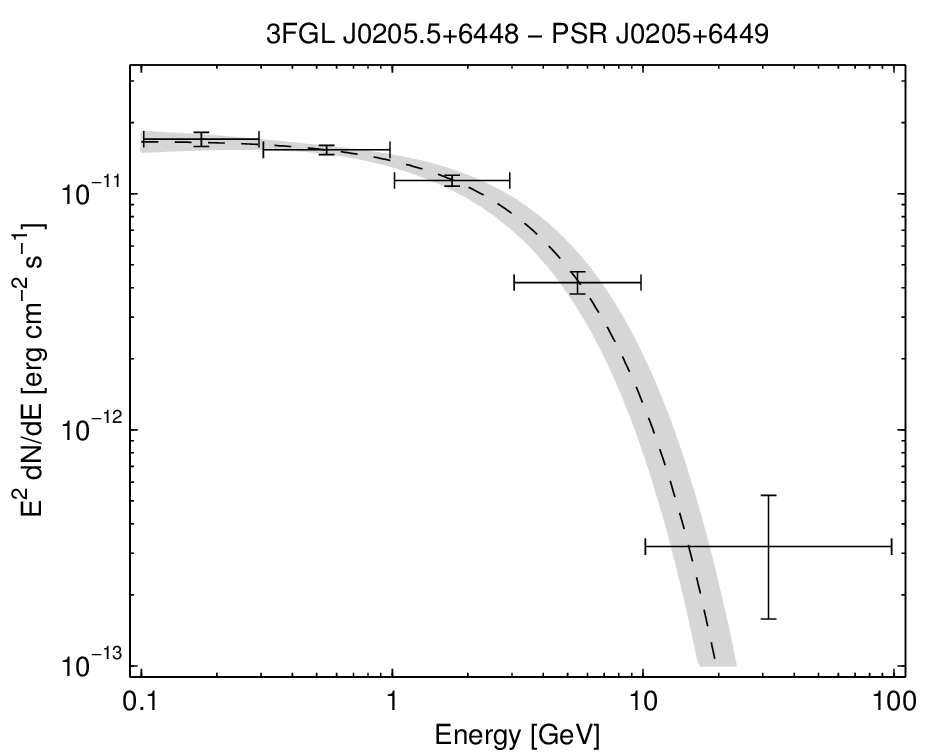 3FGL J0205.5+6448 − PSR J0205+6449
E² dN/dE [erg cm⁻² s⁻¹]
10⁻¹¹
10⁻¹²
10⁻¹³
0.1 1 10 100
Energy [GeV]